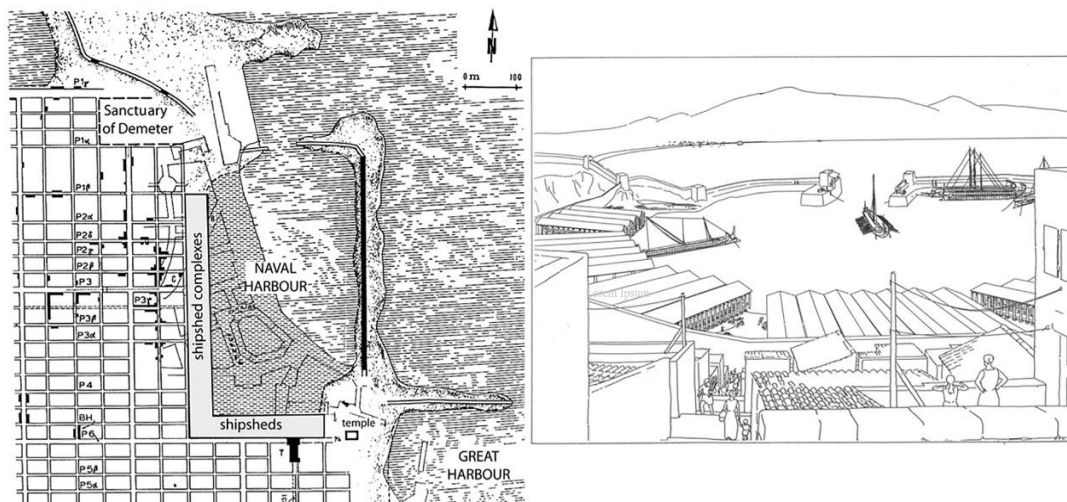 N
0 m 100
P1γ
Sanctuary
of Demeter
P1α
P1β
P2α
P2δ
P2γ
P2β
P3
C
P3γ
P3β
P3α
P4
BH
P6
P5β
P5α
shipshed complexes
NAVAL
HARBOUR
shipsheds
temple
T
GREAT
HARBOUR
Ipsum